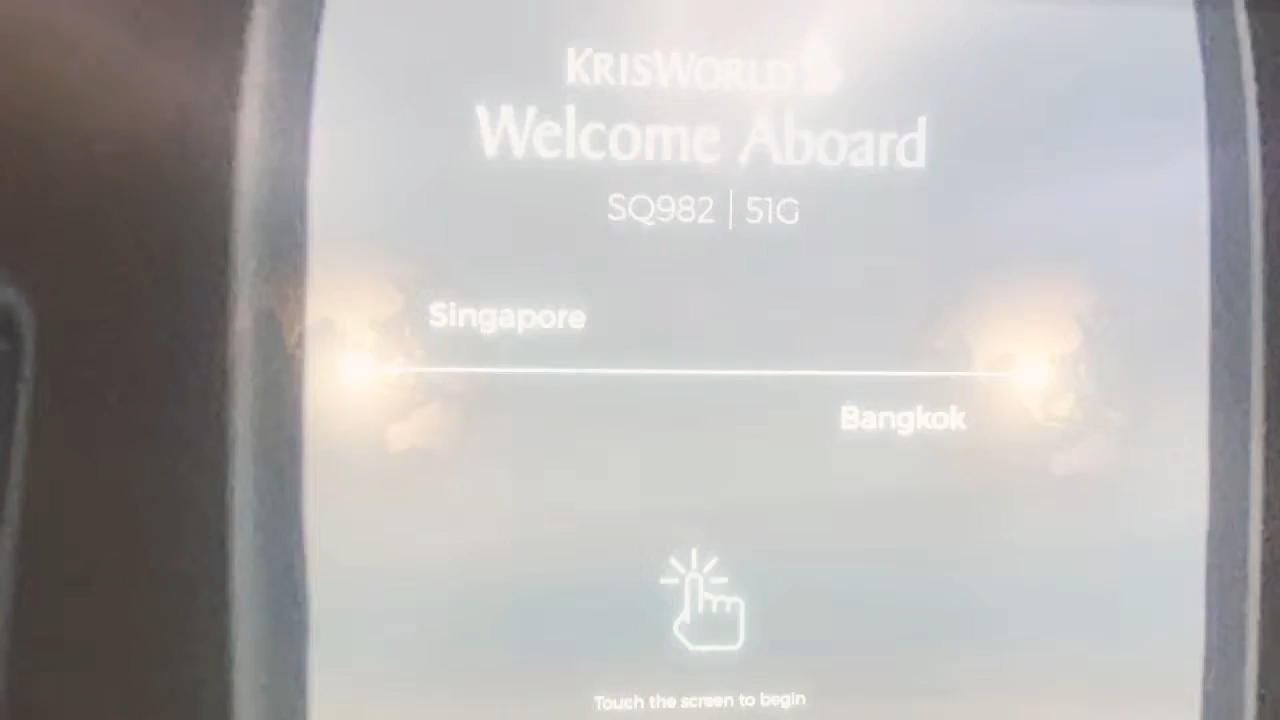 KRISWORLD
Welcome Aboard
SQ982 | 51G
Singapore
Bangkok
Touch the screen to begin